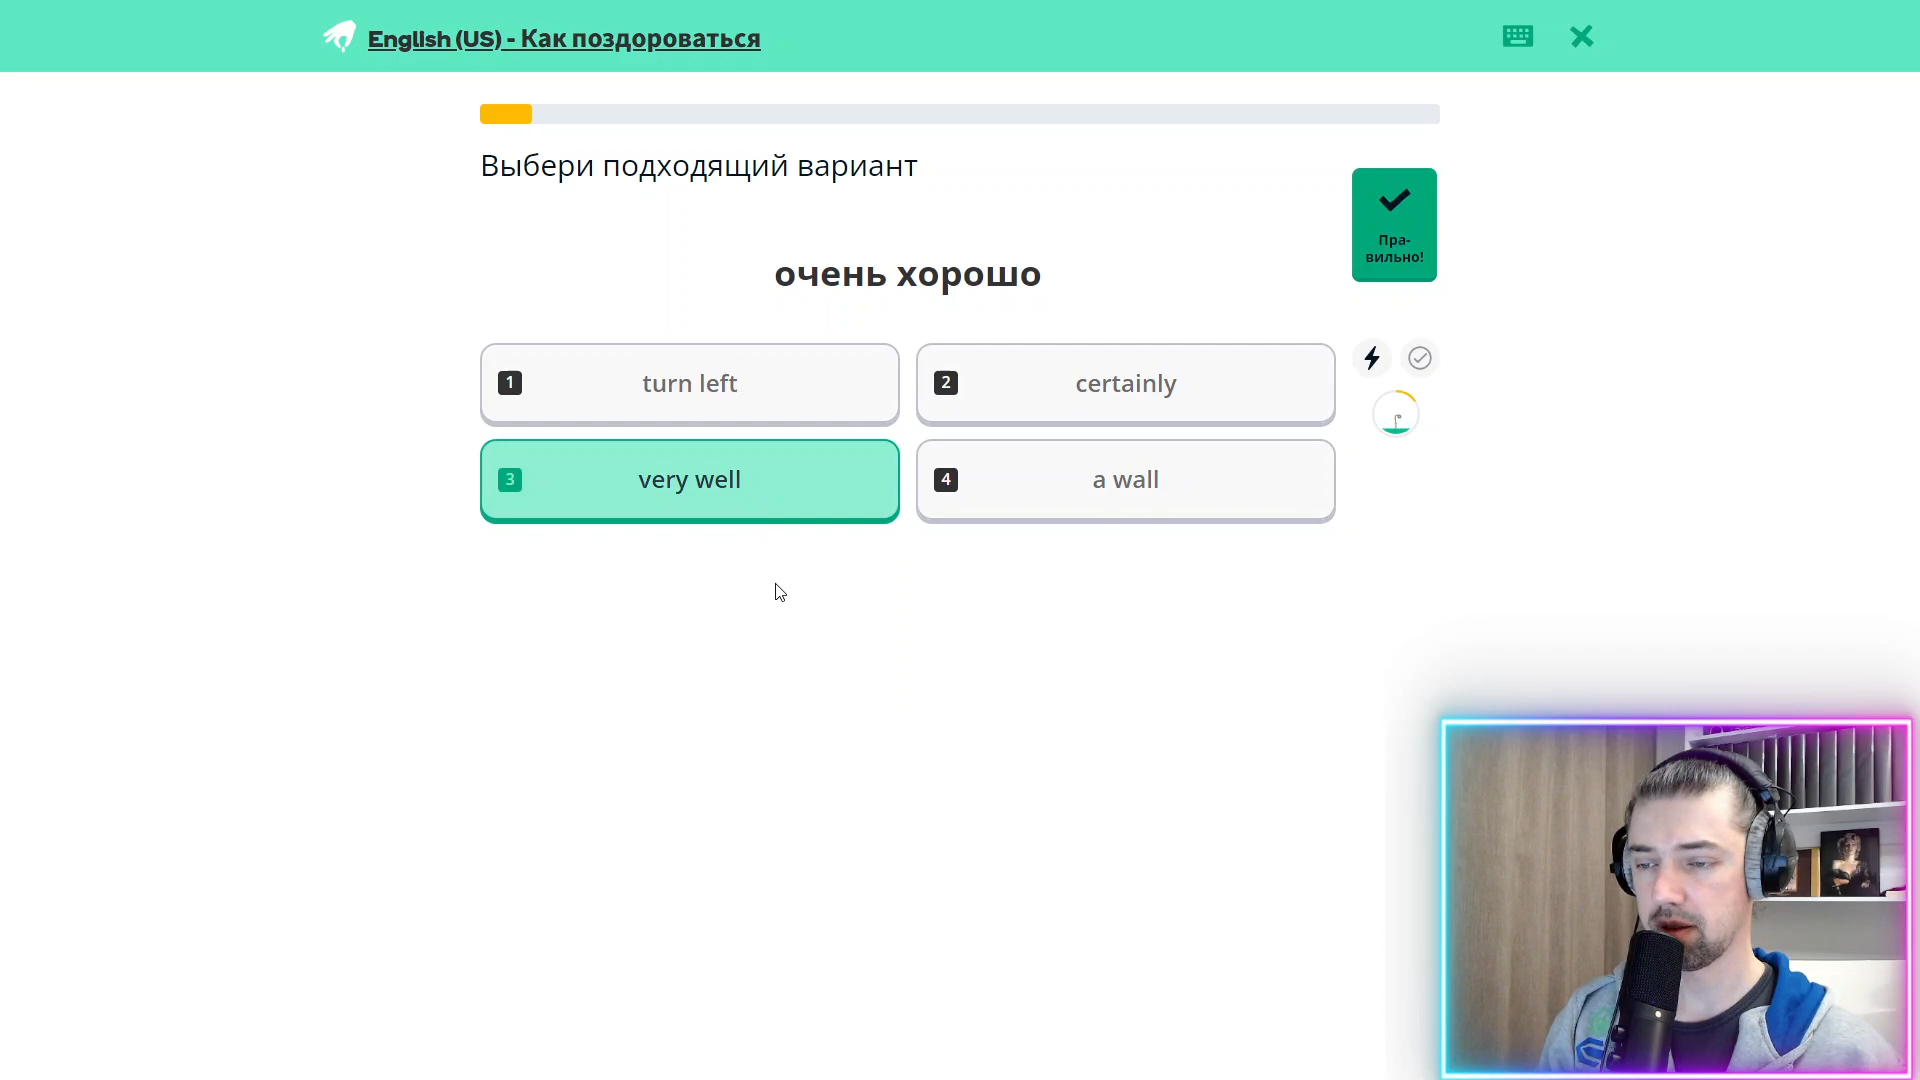 English (US) - Как поздороваться
Выбери подходящий вариант
Пра-
вильно!
очень хорошо
1 turn left
2 certainly
3 very well
4 a wall